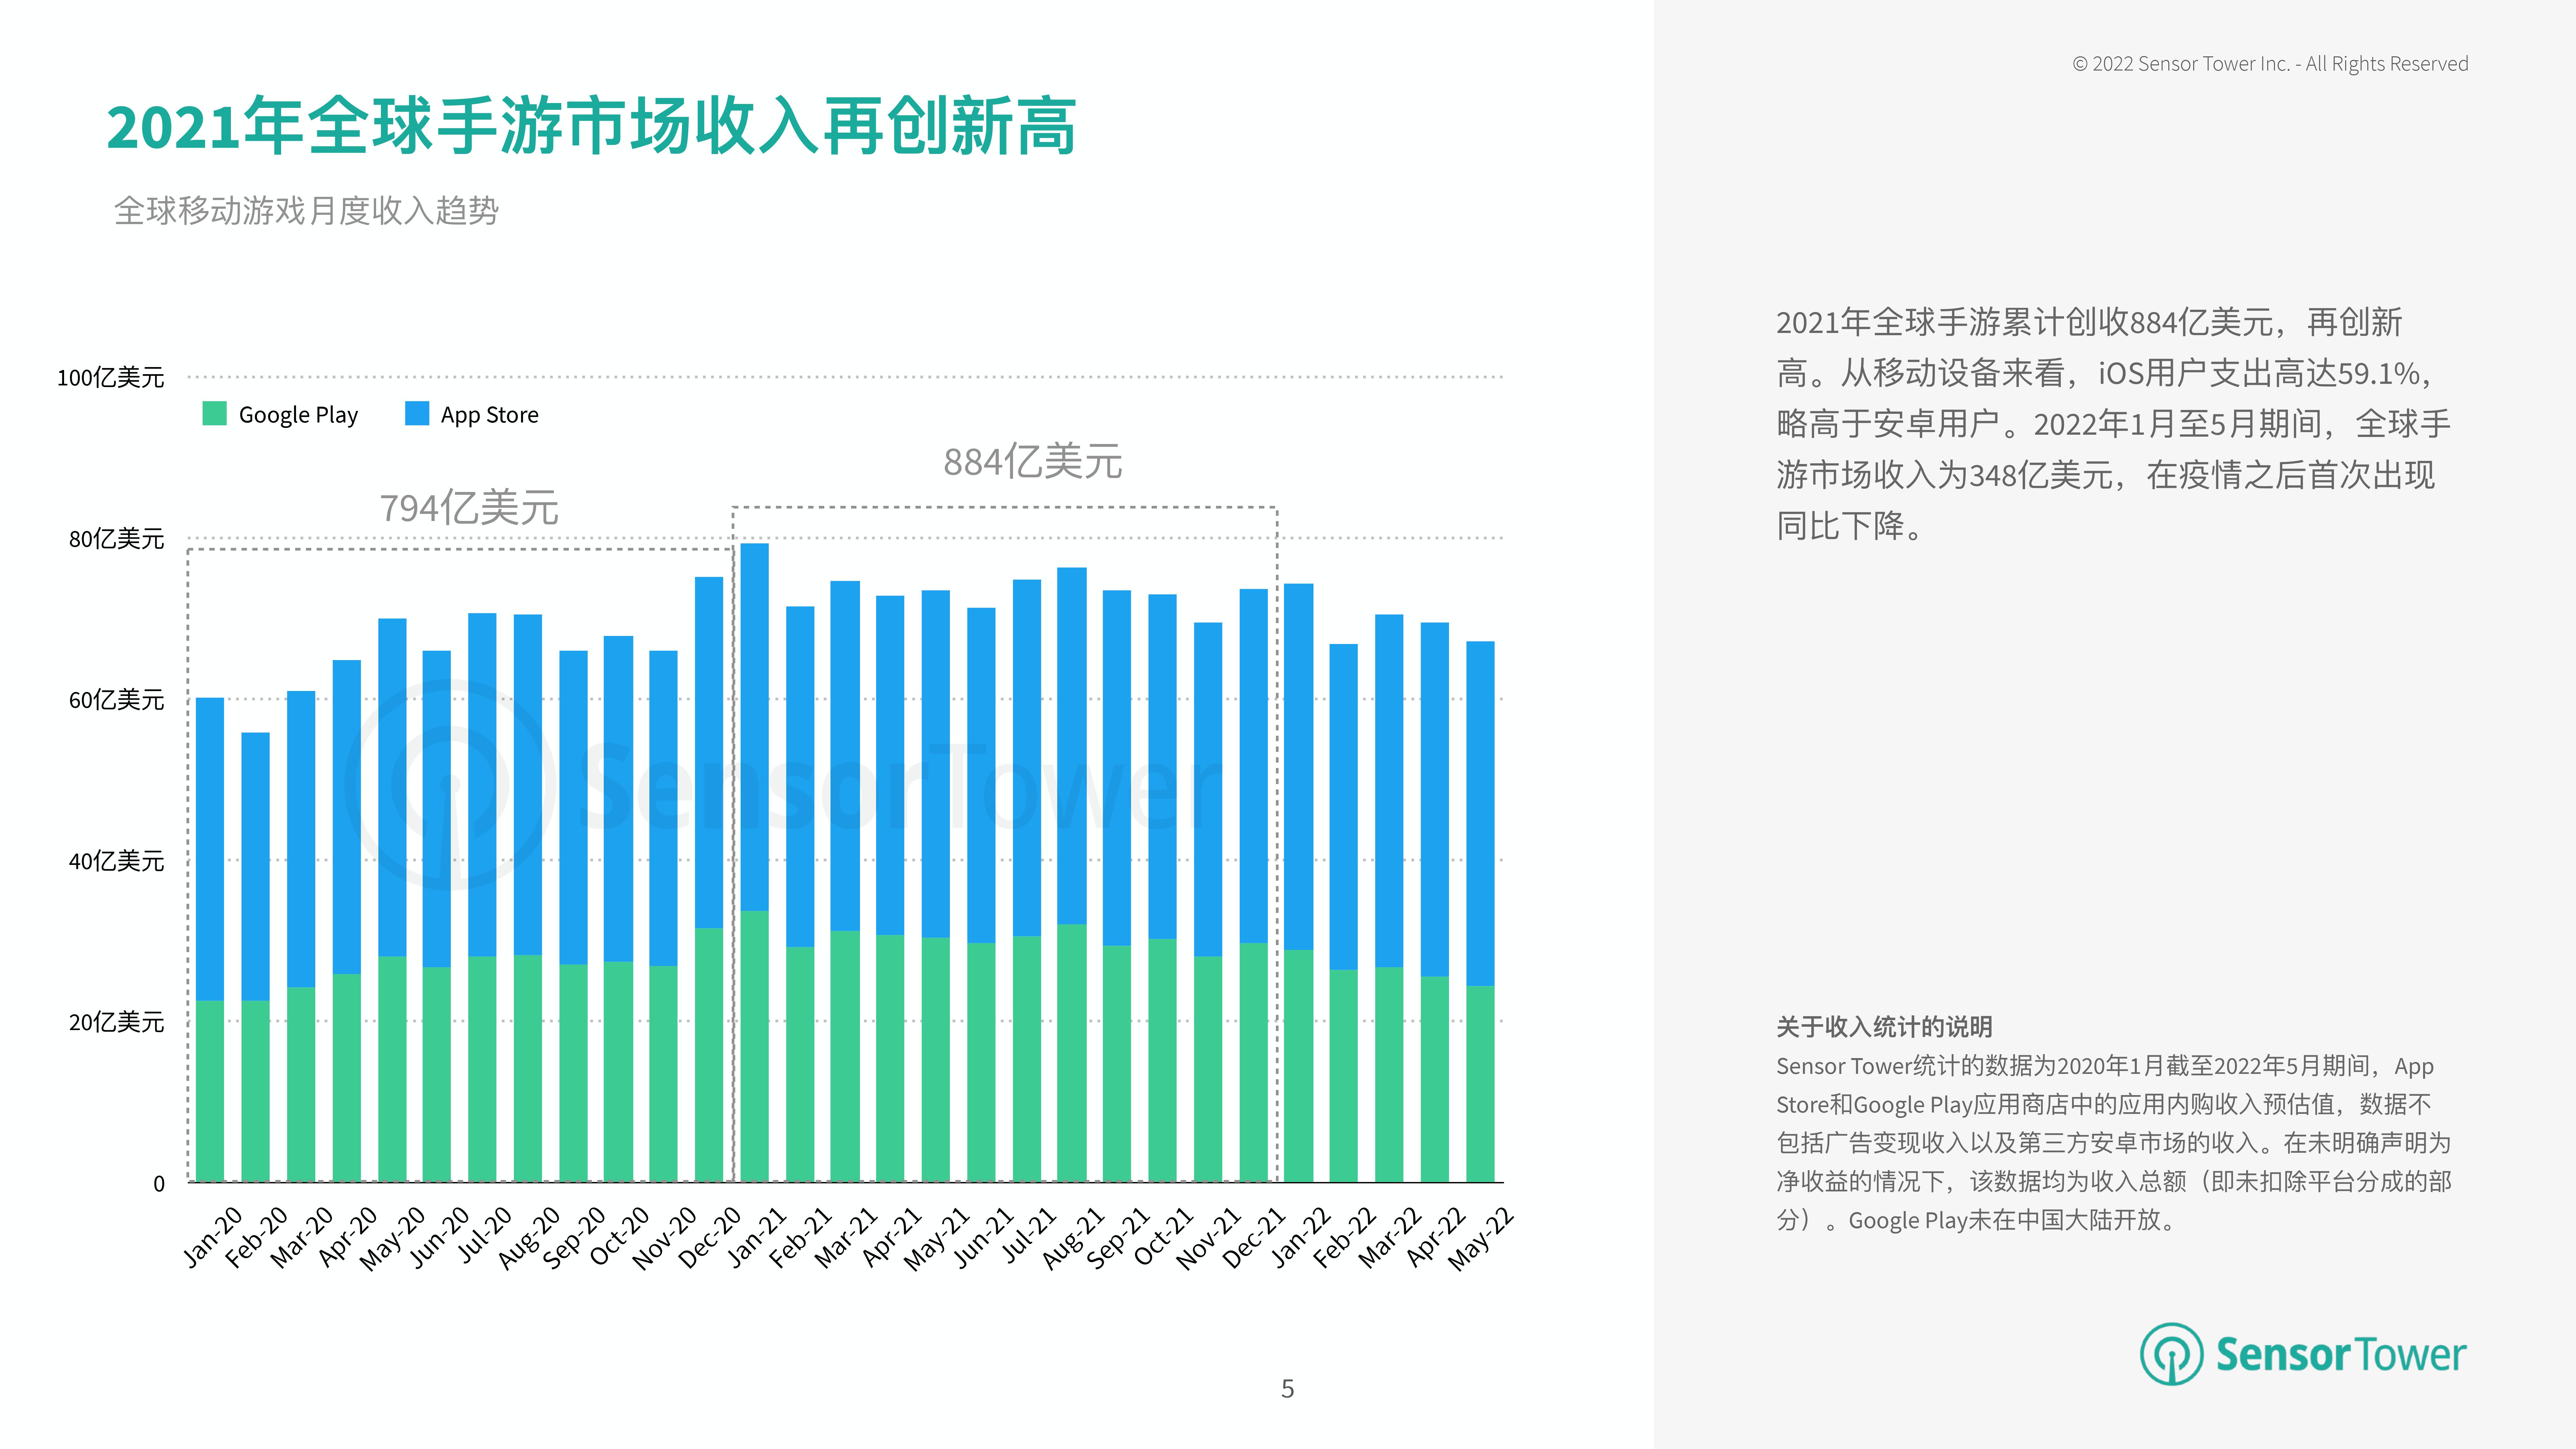 © 2022 Sensor Tower Inc. - All Rights Reserved
2021年全球手游市场收入再创新高
全球移动游戏月度收入趋势
100亿美元
Google Play
App Store
884亿美元
794亿美元
80亿美元
60亿美元
SensorTower
40亿美元
20亿美元
0
Jan-20
Feb-20
Mar-20
Apr-20
May-20
Jun-20
Jul-20
Aug-20
Sep-20
Oct-20
Nov-20
Dec-20
Jan-21
Feb-21
Mar-21
Apr-21
May-21
Jun-21
Jul-21
Aug-21
Sep-21
Oct-21
Nov-21
Dec-21
Jan-22
Feb-22
Mar-22
Apr-22
May-22
2021年全球手游累计创收884亿美元，再创新
高。从移动设备来看，iOS用户支出高达59.1%，
略高于安卓用户。2022年1月至5月期间，全球手
游市场收入为348亿美元，在疫情之后首次出现
同比下降。
关于收入统计的说明
Sensor Tower统计的数据为2020年1月截至2022年5月期间，App
Store和Google Play应用商店中的应用内购收入预估值，数据不
包括广告变现收入以及第三方安卓市场的收入。在未明确声明为
净收益的情况下，该数据均为收入总额（即未扣除平台分成的部
分）。Google Play未在中国大陆开放。
SensorTower
5